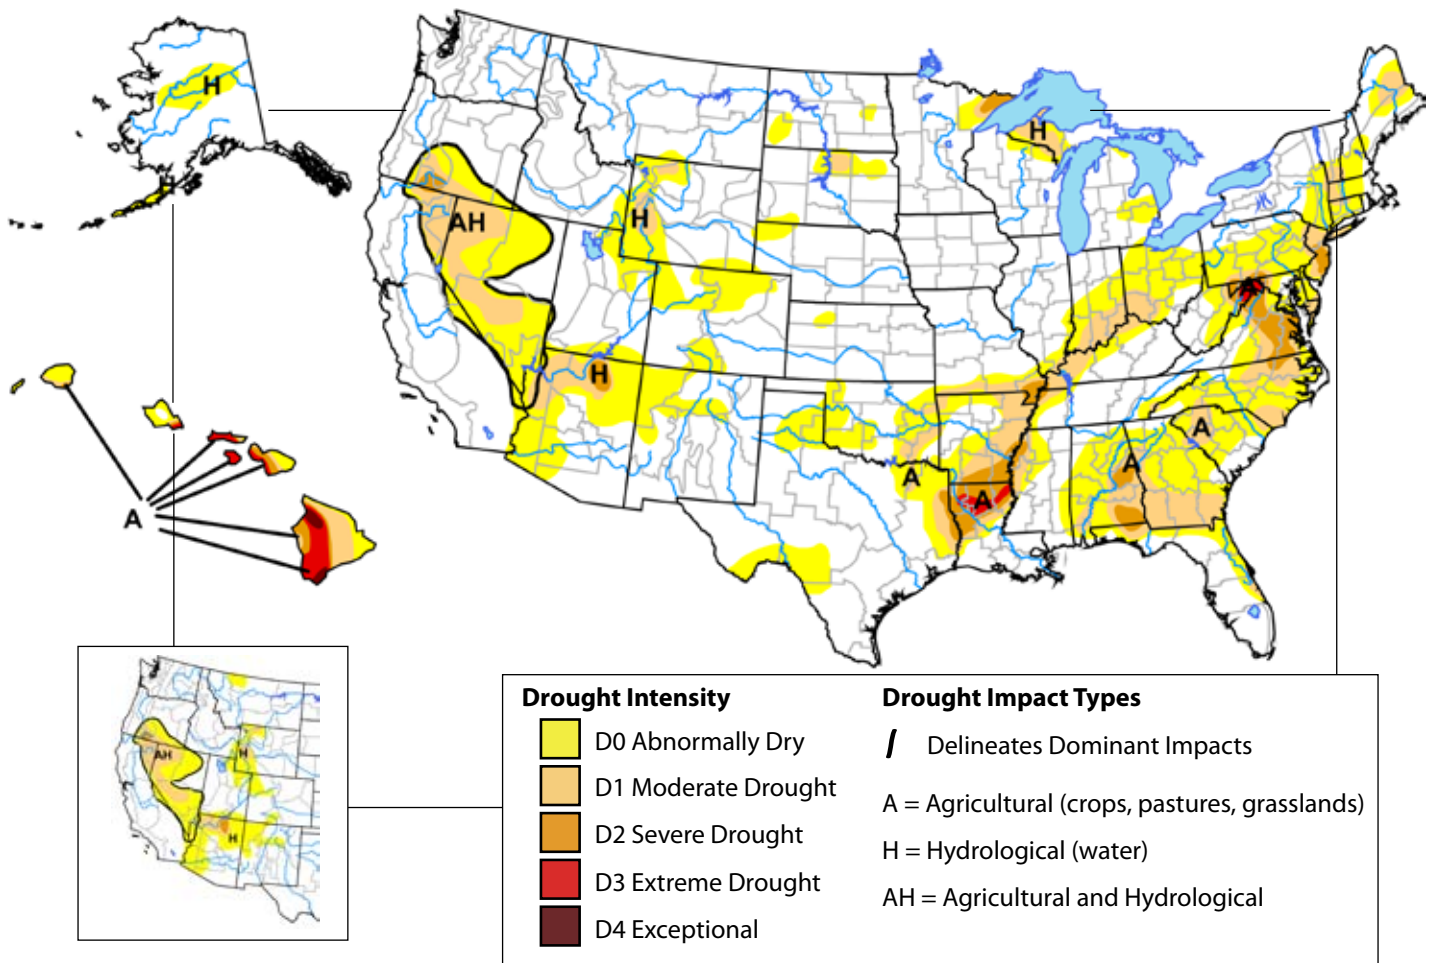 H
H
H
AH
H
A
H
A
A
A
A
H
A
AH
H
H
Drought Intensity
D0 Abnormally Dry
D1 Moderate Drought
D2 Severe Drought
D3 Extreme Drought
D4 Exceptional
Drought Impact Types
Delineates Dominant Impacts
A = Agricultural (crops, pastures, grasslands)
H = Hydrological (water)
AH = Agricultural and Hydrological